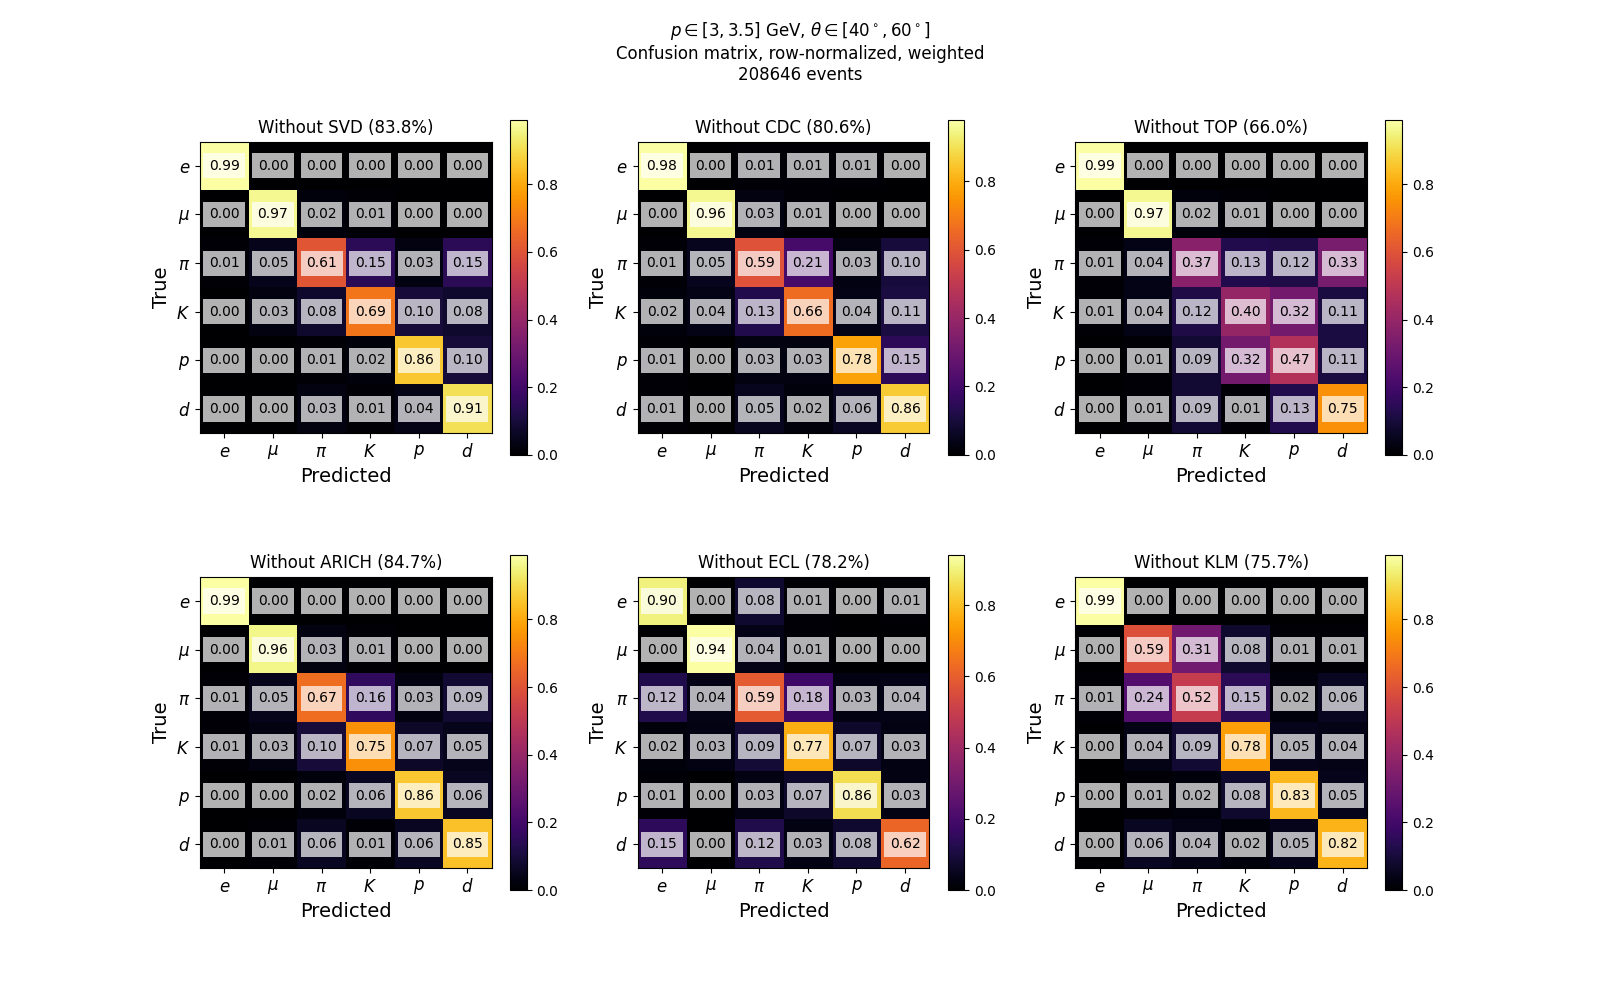 p ∈ [3, 3.5] GeV, θ ∈ [40°, 60°]
Confusion matrix, row-normalized, weighted
208646 events
Without SVD (83.8%)
e 0.99 0.00 0.00 0.00 0.00 0.00
μ 0.00 0.97 0.02 0.01 0.00 0.00
π 0.01 0.05 0.61 0.15 0.03 0.15
K 0.00 0.03 0.08 0.69 0.10 0.08
p 0.00 0.00 0.01 0.02 0.86 0.10
d 0.00 0.00 0.03 0.01 0.04 0.91
e μ π K p d
True
Predicted
0.8
0.6
0.4
0.2
0.0
Without CDC (80.6%)
e 0.98 0.00 0.01 0.01 0.01 0.00
μ 0.00 0.96 0.03 0.01 0.00 0.00
π 0.01 0.05 0.59 0.21 0.03 0.10
K 0.02 0.04 0.13 0.66 0.04 0.11
p 0.01 0.00 0.03 0.03 0.78 0.15
d 0.01 0.00 0.05 0.02 0.06 0.86
e μ π K p d
True
Predicted
0.8
0.6
0.4
0.2
0.0
Without TOP (66.0%)
e 0.99 0.00 0.00 0.00 0.00 0.00
μ 0.00 0.97 0.02 0.01 0.00 0.00
π 0.01 0.04 0.37 0.13 0.12 0.33
K 0.01 0.04 0.12 0.40 0.32 0.11
p 0.00 0.01 0.09 0.32 0.47 0.11
d 0.00 0.01 0.09 0.01 0.13 0.75
e μ π K p d
True
Predicted
0.8
0.6
0.4
0.2
0.0
Without ARICH (84.7%)
e 0.99 0.00 0.00 0.00 0.00 0.00
μ 0.00 0.96 0.03 0.01 0.00 0.00
π 0.01 0.05 0.67 0.16 0.03 0.09
K 0.01 0.03 0.10 0.75 0.07 0.05
p 0.00 0.00 0.02 0.06 0.86 0.06
d 0.00 0.01 0.06 0.01 0.06 0.85
e μ π K p d
True
Predicted
0.8
0.6
0.4
0.2
0.0
Without ECL (78.2%)
e 0.90 0.00 0.08 0.01 0.00 0.01
μ 0.00 0.94 0.04 0.01 0.00 0.00
π 0.12 0.04 0.59 0.18 0.03 0.04
K 0.02 0.03 0.09 0.77 0.07 0.03
p 0.01 0.00 0.03 0.07 0.86 0.03
d 0.15 0.00 0.12 0.03 0.08 0.62
e μ π K p d
True
Predicted
0.8
0.6
0.4
0.2
0.0
Without KLM (75.7%)
e 0.99 0.00 0.00 0.00 0.00 0.00
μ 0.00 0.59 0.31 0.08 0.01 0.01
π 0.01 0.24 0.52 0.15 0.02 0.06
K 0.00 0.04 0.09 0.78 0.05 0.04
p 0.00 0.01 0.02 0.08 0.83 0.05
d 0.00 0.06 0.04 0.02 0.05 0.82
e μ π K p d
True
Predicted
0.8
0.6
0.4
0.2
0.0